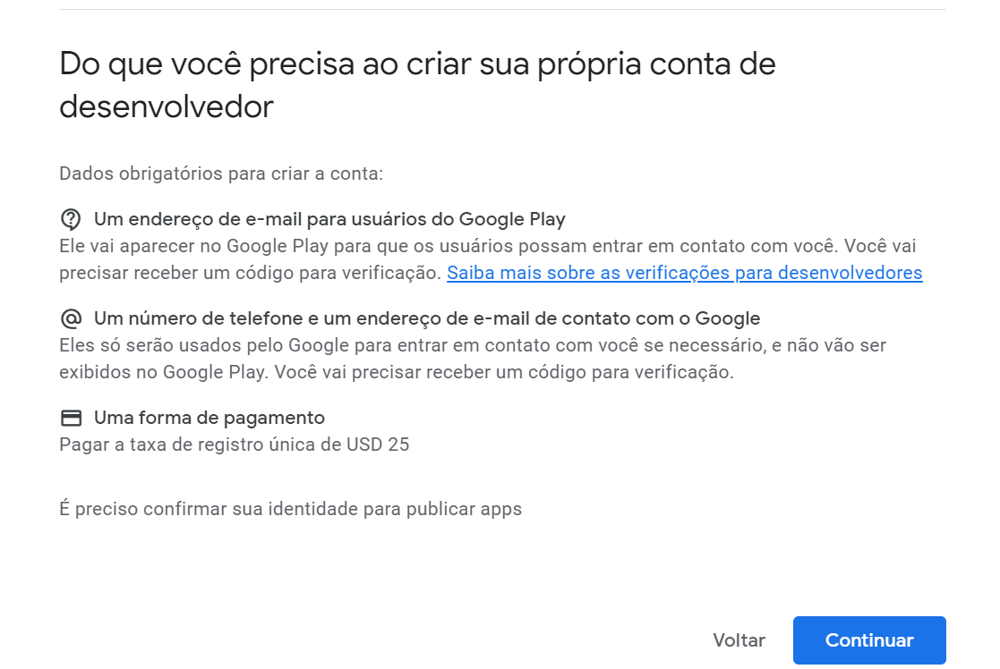 Do que você precisa ao criar sua própria conta de
desenvolvedor
Dados obrigatórios para criar a conta:
Um endereço de e-mail para usuários do Google Play
Ele vai aparecer no Google Play para que os usuários possam entrar em contato com você. Você vai
precisar receber um código para verificação. Saiba mais sobre as verificações para desenvolvedores
Um número de telefone e um endereço de e-mail de contato com o Google
Eles só serão usados pelo Google para entrar em contato com você se necessário, e não vão ser
exibidos no Google Play. Você vai precisar receber um código para verificação.
Uma forma de pagamento
Pagar a taxa de registro única de USD 25
É preciso confirmar sua identidade para publicar apps
Voltar Continuar